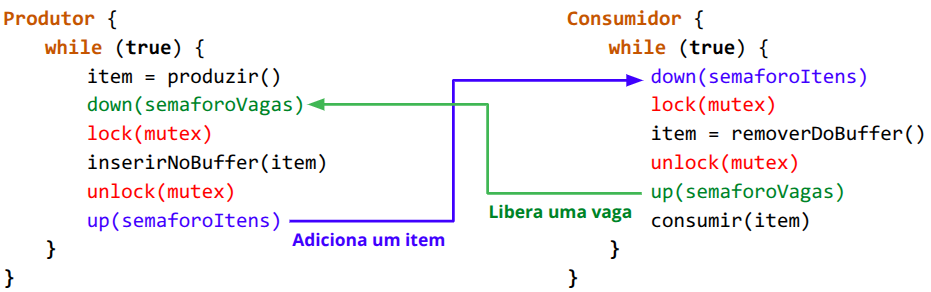 Produtor {
while (true) {
item = produzir()
down(semaforoVagas)
lock(mutex)
inserirNoBuffer(item)
unlock(mutex)
up(semaforoItens)
}
}
Adiciona um item
Libera uma vaga
Consumidor {
while (true) {
down(semaforoItens)
lock(mutex)
item = removerDoBuffer()
unlock(mutex)
up(semaforoVagas)
consumir(item)
}
}